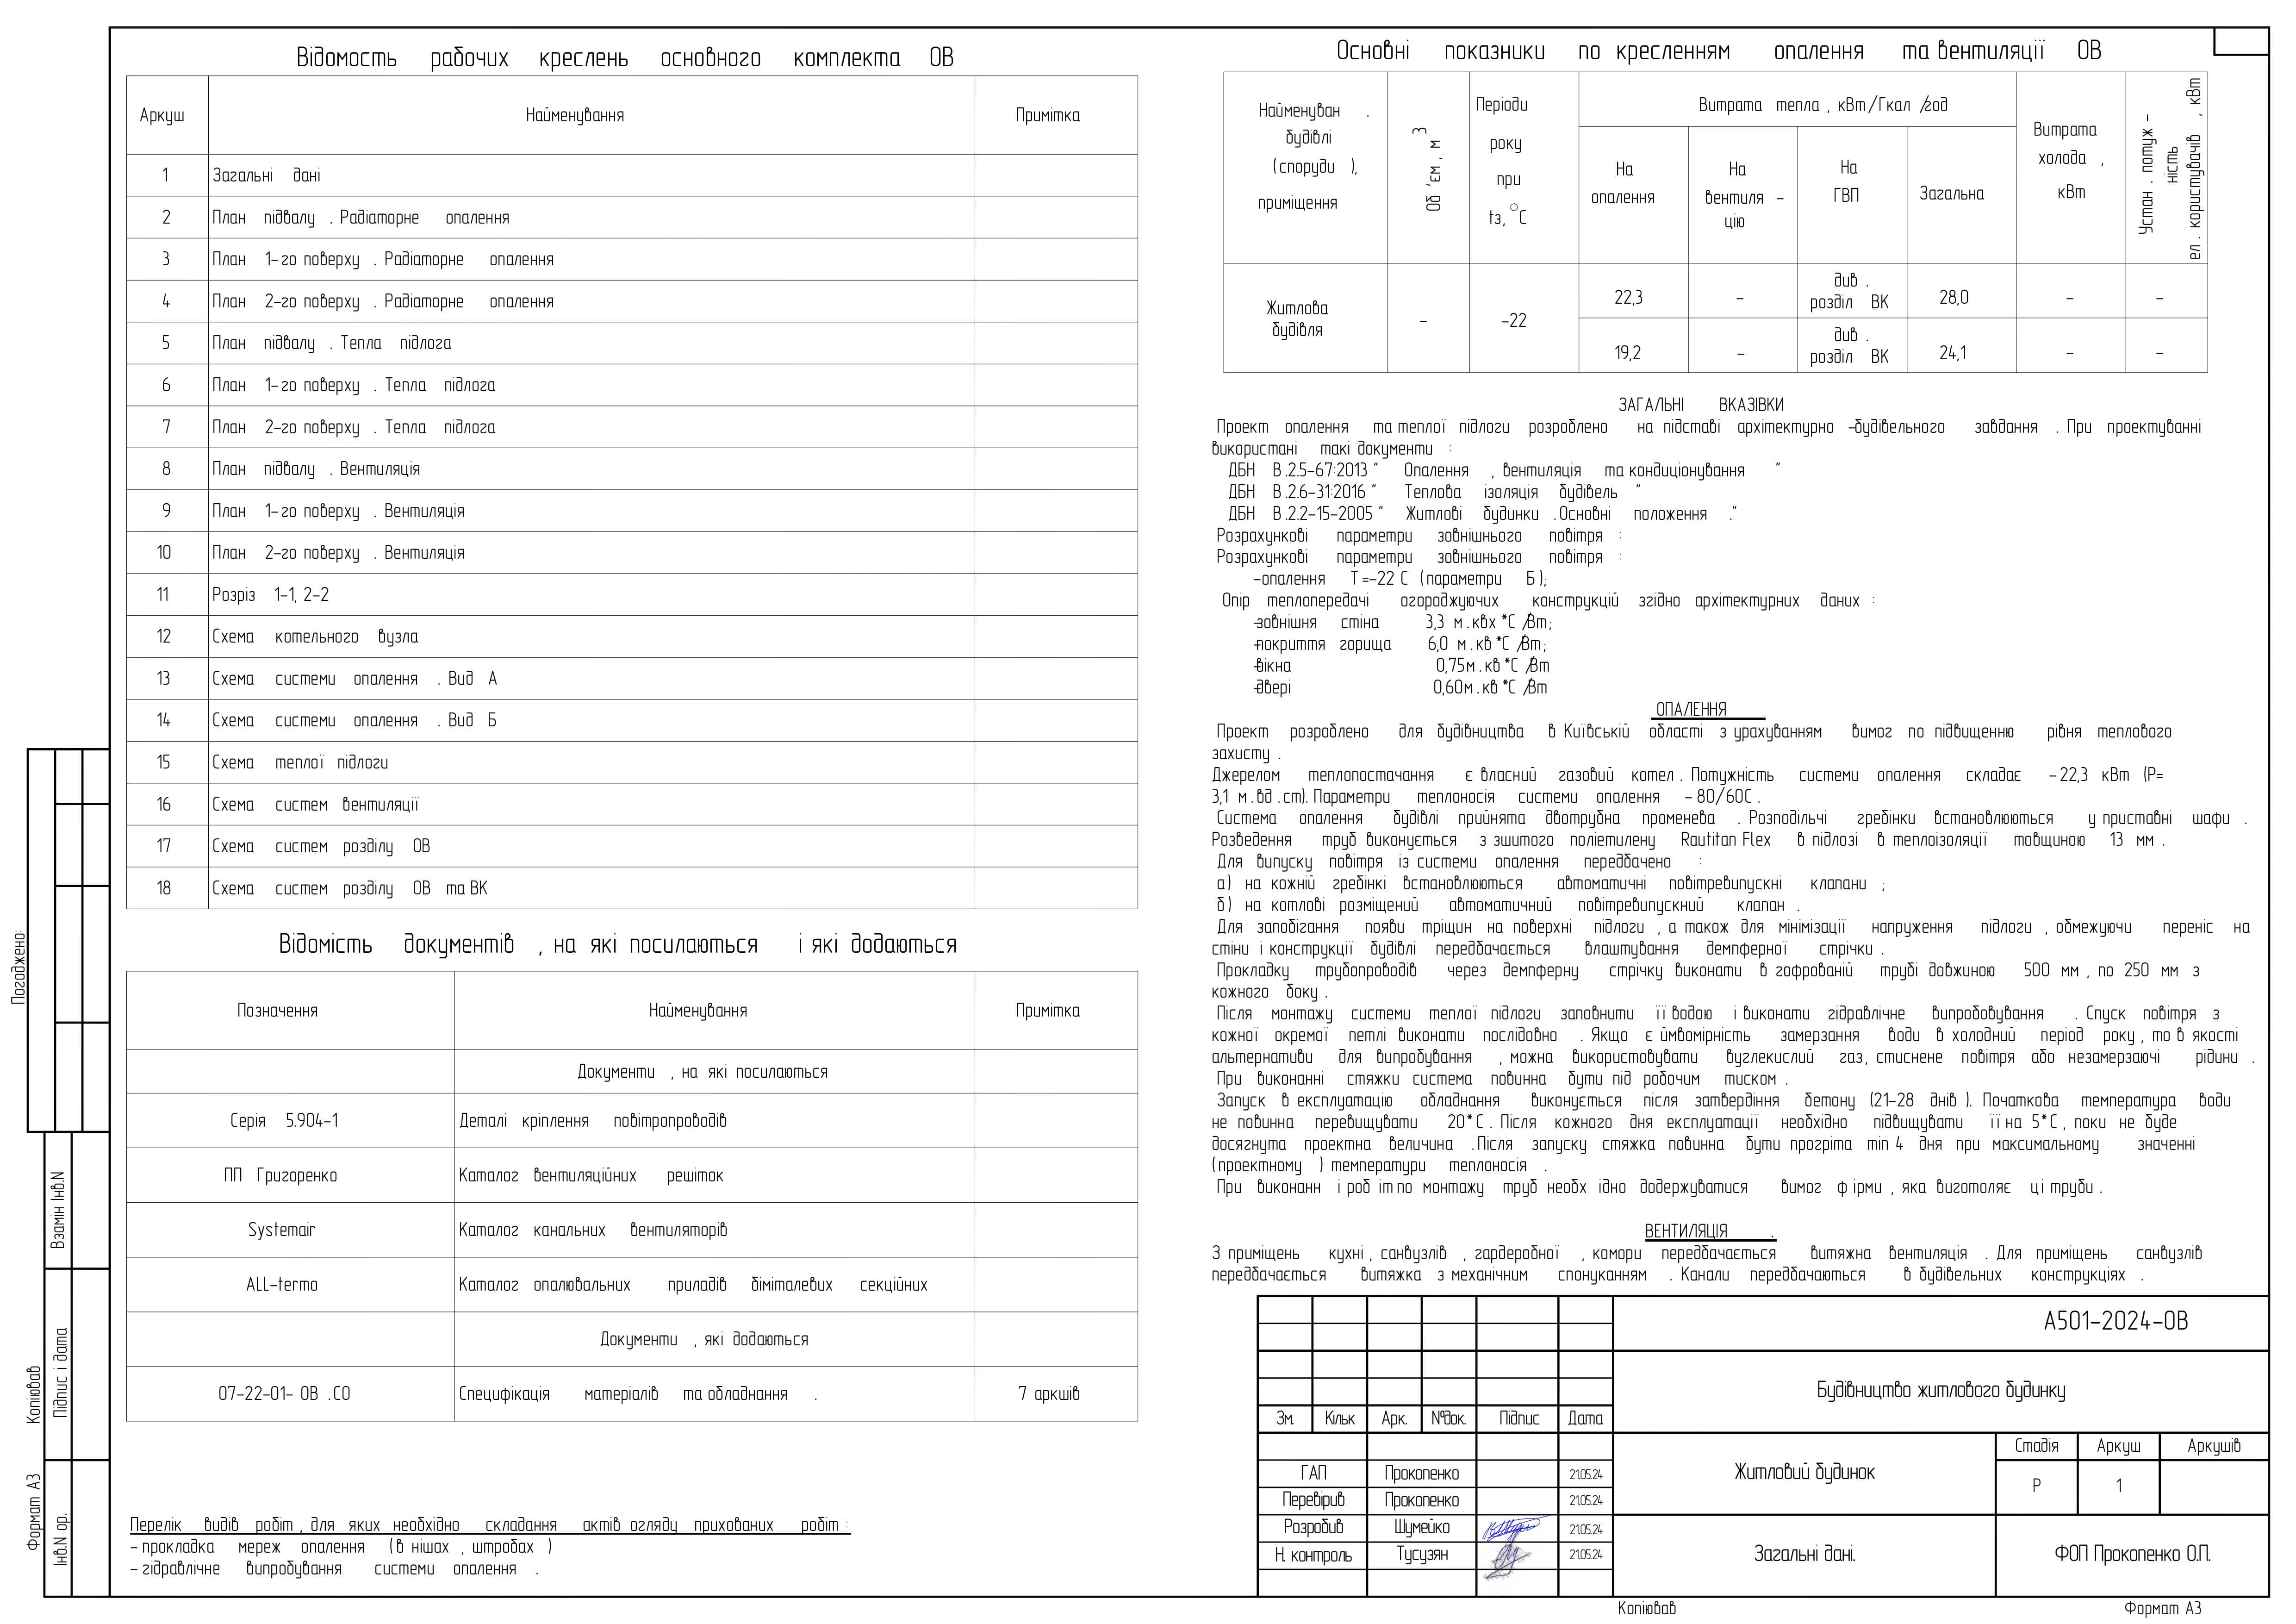 Відомость рабочих креслень основного комплекта ОВ
Аркуш Найменування Примітка
1 Загальні дані
2 План підвалу . Радіаторне опалення
3 План 1-го поверху . Радіаторне опалення
4 План 2-го поверху . Радіаторне опалення
5 План підвалу . Тепла підлога
6 План 1-го поверху . Тепла підлога
7 План 2-го поверху . Тепла підлога
8 План підвалу . Вентиляція
9 План 1-го поверху . Вентиляція
10 План 2-го поверху . Вентиляція
11 Розріз 1-1, 2-2
12 Схема котельного вузла
13 Схема системи опалення . Вид А
14 Схема системи опалення . Вид Б
15 Схема теплої підлоги
16 Схема систем вентиляції
17 Схема систем розділу ОВ
18 Схема систем розділу ОВ та ВК
Відомість документів , на які посилаються і які додаються
Позначення Найменування Примітка
Документи , на які посилаються
Серія 5.904-1 Деталі кріплення повітропроводів
ПП Григоренко Каталог вентиляційних решіток
Systemair Каталог канальних вентиляторів
ALL-termo Каталог опалювальних приладів біміталевих секційних
Документи , які додаються
07-22-01- ОВ .СО Специфікація матеріалів та обладнання . 7 аркшів
Перелік видів робіт , для яких необхідно складання актів огляду прихованих робіт :
- прокладка мереж опалення ( в нішах , штробах )
- гідравлічне випробування системи опалення .
Основні показники по кресленням опалення та вентиляції ОВ
Найменуван .
будівлі
( споруди ),
приміщення
Об 'єм , м 3
Періоди
року
при
tз, °С
Витрата тепла , кВт /Гкал /год
На
опалення
На
вентиля -
цію
На
ГВП
Загальна
Витрата
холода ,
кВт
Устан . потуж -
ність
ел . користувачів , кВт
Житлова
будівля
- -22
22,3 - див .
розділ ВК 28,0 - -
19,2 - див .
розділ ВК 24,1 - -
ЗАГАЛЬНІ ВКАЗІВКИ
Проект опалення та теплої підлоги розроблено на підставі архітектурно -будівельного завдання . При проектуванні
використані такі документи :
ДБН В .2.5-67:2013 " Опалення , вентиляція та кондиціонування "
ДБН В .2.6-31:2016 " Теплова ізоляція будівель "
ДБН В .2.2-15-2005 " Житлові будинки .Основні положення ."
Розрахункові параметри зовнішнього повітря :
Розрахункові параметри зовнішнього повітря :
-опалення Т =-22 С ( параметри Б );
Опір теплопередачі огороджуючих конструкцій згідно архітектурних даних :
-зовнішня стіна 3,3 м .квх *С /Вт ;
-покриття горища 6,0 м .кв *С /Вт ;
-вікна 0,75м .кв *С /Вт
-двері 0,60м .кв *С /Вт
ОПАЛЕННЯ
Проект розроблено для будівництва в Київській області з урахуванням вимог по підвищенню рівня теплового
захисту .
Джерелом теплопостачання є власний газовий котел . Потужність системи опалення складає - 22,3 кВт (Р=
3,1 м .вд .ст). Параметри теплоносія системи опалення - 80/60С .
Система опалення будівлі прийнята двотрубна променева . Розподільчі гребінки встановлюються у приставні шафи .
Розведення труб виконується з зшитого поліетилену Rautitan Flex в підлозі в теплоізоляції товщиною 13 мм .
Для випуску повітря із системи опалення передбачено :
а ) на кожній гребінкі встановлюються автоматичні повітревипускні клапани ;
б ) на котлові розміщений автоматичний повітревипускний клапан .
Для запобігання появи тріщин на поверхні підлоги , а також для мінімізації напруження підлоги , обмежуючи переніс на
стіни і конструкції будівлі передбачається влаштування демпферної стрічки .
Прокладку трубопроводів через демпферну стрічку виконати в гофрованій трубі довжиною 500 мм , по 250 мм з
кожного боку .
Після монтажу системи теплої підлоги заповнити її водою і виконати гідравлічне випробовування . Спуск повітря з
кожної окремої петлі виконати послідовно . Якщо є ймвомірність замерзання води в холодний період року , то в якості
альтернативи для випробування , можна використовувати вуглекислий газ, стиснене повітря або незамерзаючі рідини .
При виконанні стяжки система повинна бути під робочим тиском .
Запуск в експлуатацію обладнання виконується після затвердіння бетону (21-28 днів ). Початкова температура води
не повинна перевищувати 20* С . Після кожного дня експлуатації необхідно підвищувати її на 5* С , поки не буде
досягнута проектна величина .Після запуску стяжка повинна бути прогріта min 4 дня при максимальному значенні
(проектному ) температури теплоносія .
При виконанн і роб іт по монтажу труб необх ідно додержуватися вимог ф ірми , яка виготоляє ці труби .
ВЕНТИЛЯЦІЯ .
З приміщень кухні , санвузлів , гардеробної , комори передбачається витяжна вентиляція . Для приміщень санвузлів
передбачається витяжка з механічним спонуканням . Канали передбачаються в будівельних конструкціях .
А501-2024-ОВ
Будівництво житлового будинку
Зм. Кільк Арк. №док. Підпис Дата
ГАП Прокопенко 21.05.24
Перевірив Прокопенко 21.05.24
Розробив Шумейко 21.05.24
Н. контроль Тусузян 21.05.24
Житловий будинок
Стадія Аркуш Аркушів
Р 1
Загальні дані.
ФОП Прокопенко О.П.
Копіював Формат А3
Погоджено:
Взамін Інв.N
Підпис і дата
Інв.N ор.
Копіював
Формат А3